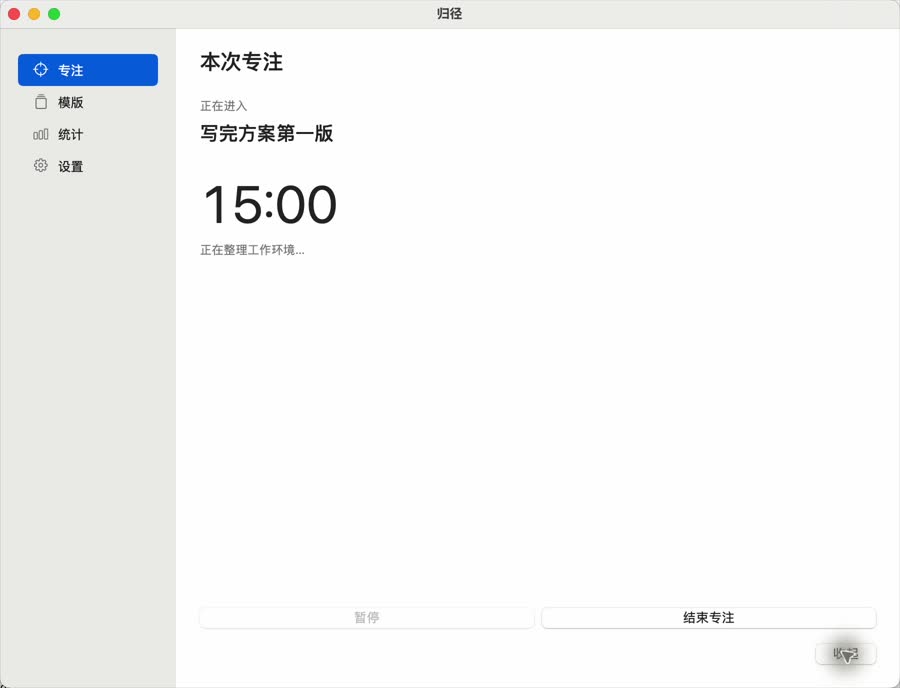 归径
专注
模版
统计
设置
本次专注
正在进入
写完方案第一版
15:00
正在整理工作环境...
暂停
结束专注
收起